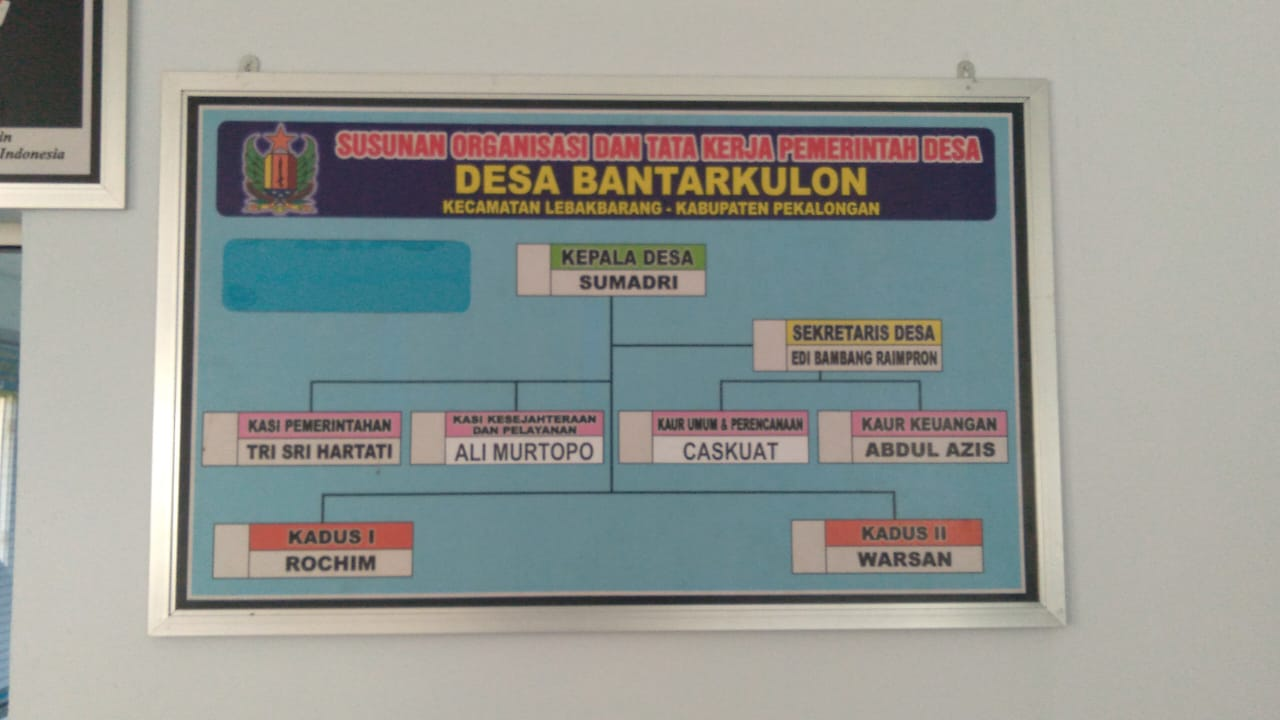 in
Indonesia
SUSUNAN ORGANISASI DAN TATA KERJA PEMERINTAH DESA
DESA BANTARKULON
KECAMATAN LEBAKBARANG - KABUPATEN PEKALONGAN
KEPALA DESA
SUMADRI
SEKRETARIS DESA
EDI BAMBANG RAIMPRON
KASI PEMERINTAHAN
TRI SRI HARTATI
KASI KESEJAHTERAAN
DAN PELAYANAN
ALI MURTOPO
KAUR UMUM & PERENCANAAN
CASKUAT
KAUR KEUANGAN
ABDUL AZIS
KADUS I
ROCHIM
KADUS II
WARSAN